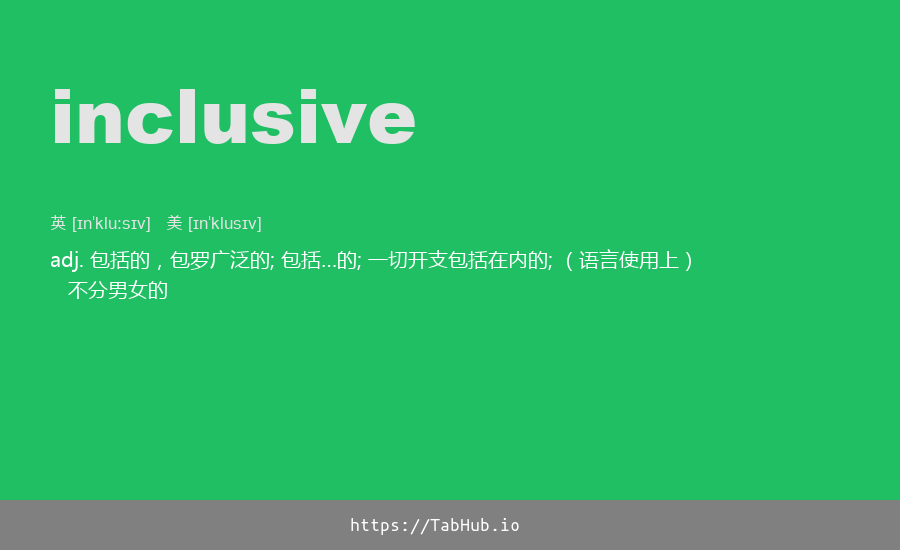 inclusive
英 [ɪnˈkluːsɪv]   美 [ɪnˈklusɪv]
adj. 包括的，包罗广泛的; 包括…的; 一切开支包括在内的; （语言使用上）
不分男女的
https://TabHub.io